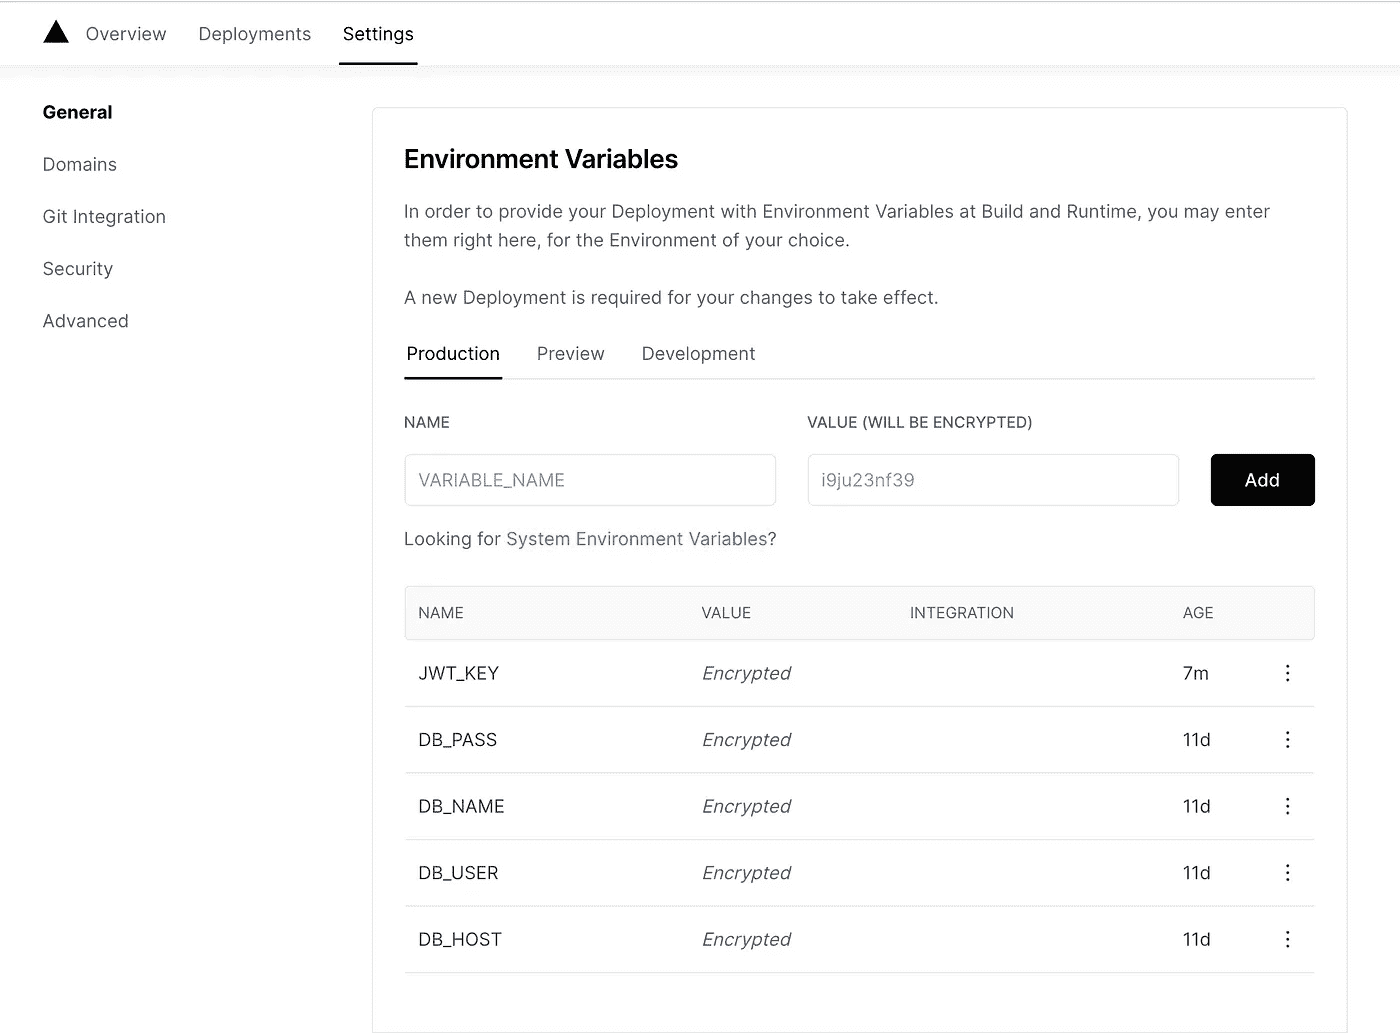 Overview Deployments Settings
General
Domains
Git Integration
Security
Advanced
Environment Variables
In order to provide your Deployment with Environment Variables at Build and Runtime, you may enter
them right here, for the Environment of your choice.
A new Deployment is required for your changes to take effect.
Production Preview Development
NAME VALUE (WILL BE ENCRYPTED)
VARIABLE_NAME i9ju23nf39 Add
Looking for System Environment Variables?
NAME VALUE INTEGRATION AGE
JWT_KEY Encrypted 7m
DB_PASS Encrypted 11d
DB_NAME Encrypted 11d
DB_USER Encrypted 11d
DB_HOST Encrypted 11d